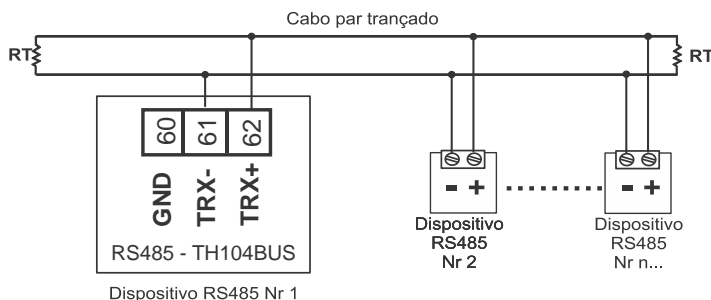 Cabo par trançado
RT
RT
60
61
62
GND
TRX-
TRX+
RS485 - TH104BUS
Dispositivo RS485 Nr 1
- +
Dispositivo
RS485
Nr 2
- +
Dispositivo
RS485
Nr n...